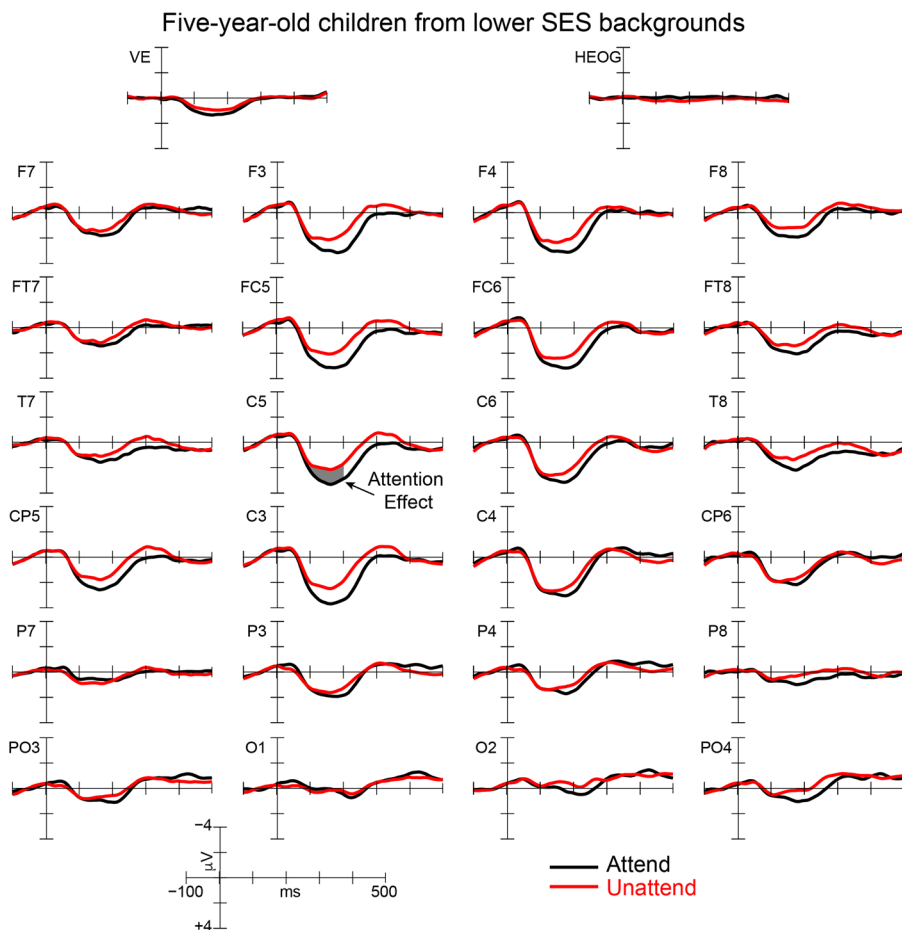 Five-year-old children from lower SES backgrounds
VE HEOG
F7 F3 F4 F8
FT7 FC5 FC6 FT8
T7 C5 C6 T8
Attention
Effect
CP5 C3 C4 CP6
P7 P3 P4 P8
PO3 O1 O2 PO4
−4
µV
−100 ms 500
+4
Attend
Unattend